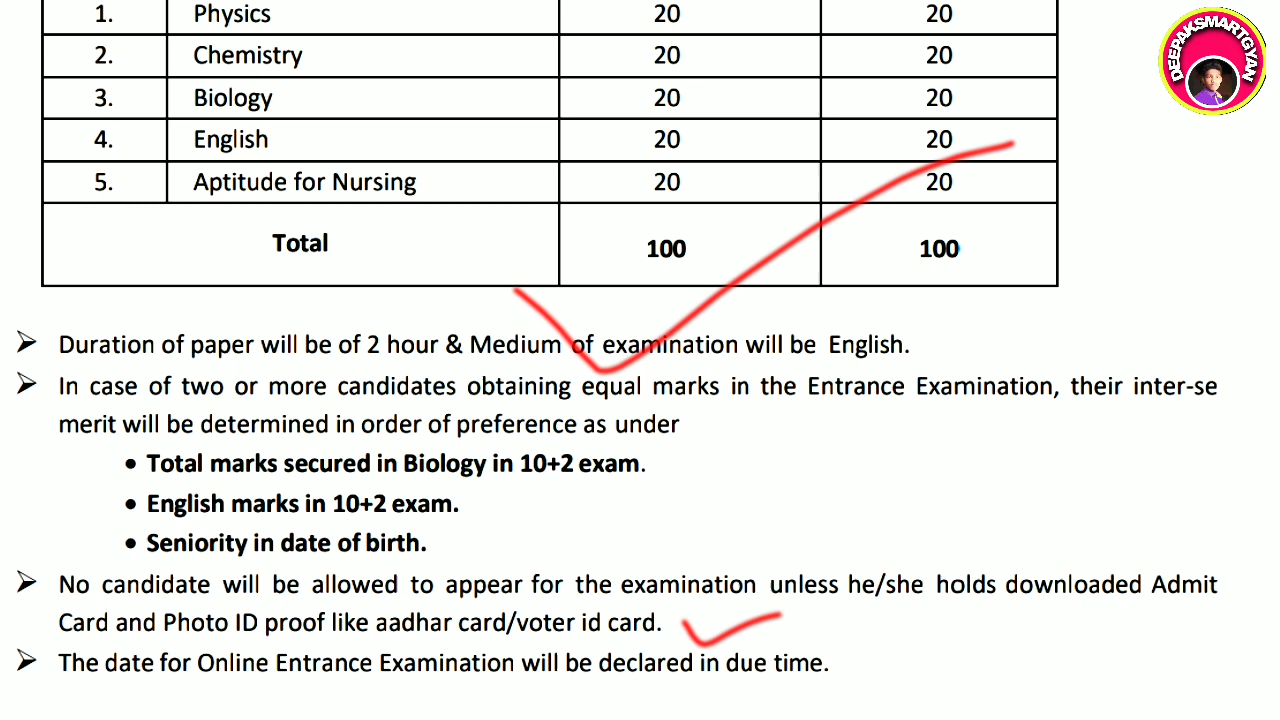 1. Physics 20 20
2. Chemistry 20 20
3. Biology 20 20
4. English 20 20
5. Aptitude for Nursing 20 20
Total 100 100
DEEPAKSMARTGYAN
➢ Duration of paper will be of 2 hour & Medium of examination will be English.
➢ In case of two or more candidates obtaining equal marks in the Entrance Examination, their inter-se
merit will be determined in order of preference as under
• Total marks secured in Biology in 10+2 exam.
• English marks in 10+2 exam.
• Seniority in date of birth.
➢ No candidate will be allowed to appear for the examination unless he/she holds downloaded Admit
Card and Photo ID proof like aadhar card/voter id card.
➢ The date for Online Entrance Examination will be declared in due time.